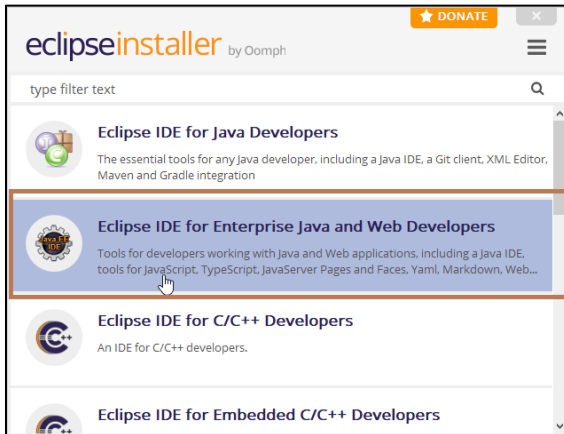 DONATE
eclipseinstaller by Oomph
type filter text
Eclipse IDE for Java Developers
The essential tools for any Java developer, including a Java IDE, a Git client, XML Editor,
Maven and Gradle integration
Eclipse IDE for Enterprise Java and Web Developers
Java EE
IDE
Tools for developers working with Java and Web applications, including a Java IDE,
tools for JavaScript, TypeScript, JavaServer Pages and Faces, Yaml, Markdown, Web...
Eclipse IDE for C/C++ Developers
C++
An IDE for C/C++ developers.
Eclipse IDE for Embedded C/C++ Developers